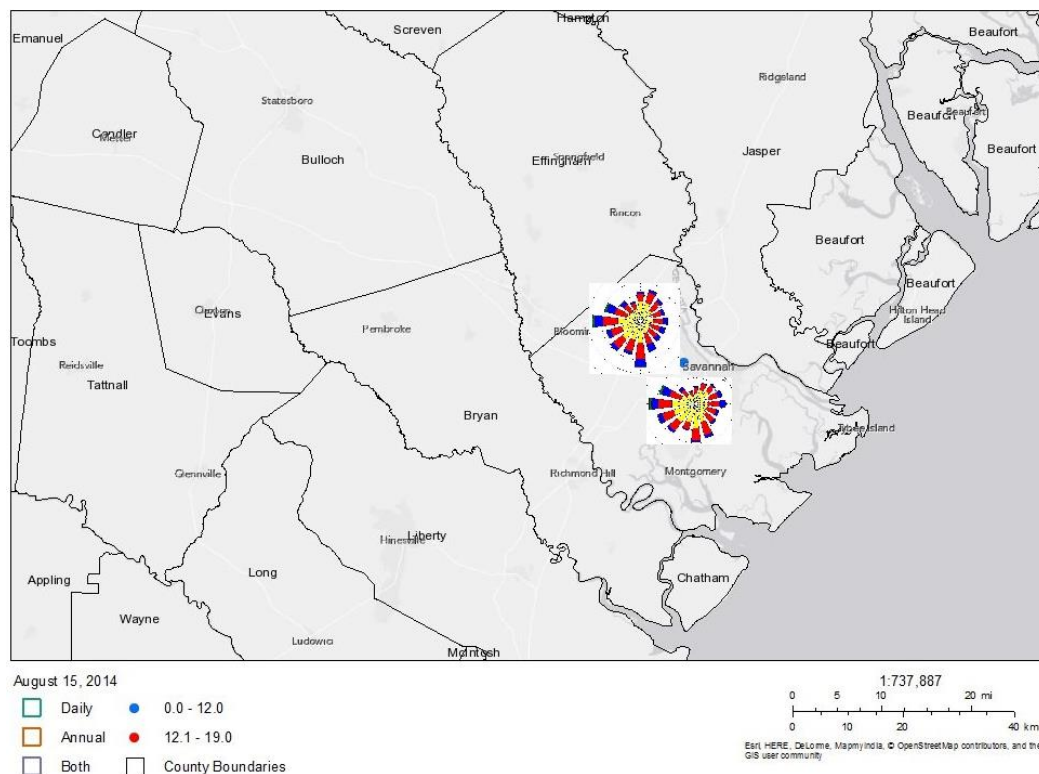 Hampton
Beaufort
Emanuel
Screven
Ridgeland
Statesboro
Beaufort
Beaufort
Candler
Metter
Bulloch
Effingham
Springfield
Jasper
Beaufort
Rincon
Beaufort
Beaufort
Evans
Hilton Head
Island
Toombs
Pembroke
Beaufort
Reidsville
Savannah
Tattnall
Bryan
Tybee Island
Glennville
Richmond Hill
Montgomery
Liberty
Hinesville
Long
Appling
Chatham
Wayne
Ludowici
McIntosh
August 15, 2014
1:737,887
Daily 0.0 - 12.0
0 5 10 20 mi
Annual 12.1 - 19.0
0 10 20 40 km
Both County Boundaries
Esri, HERE, DeLorme, MapmyIndia, © OpenStreetMap contributors, and the
GIS user community